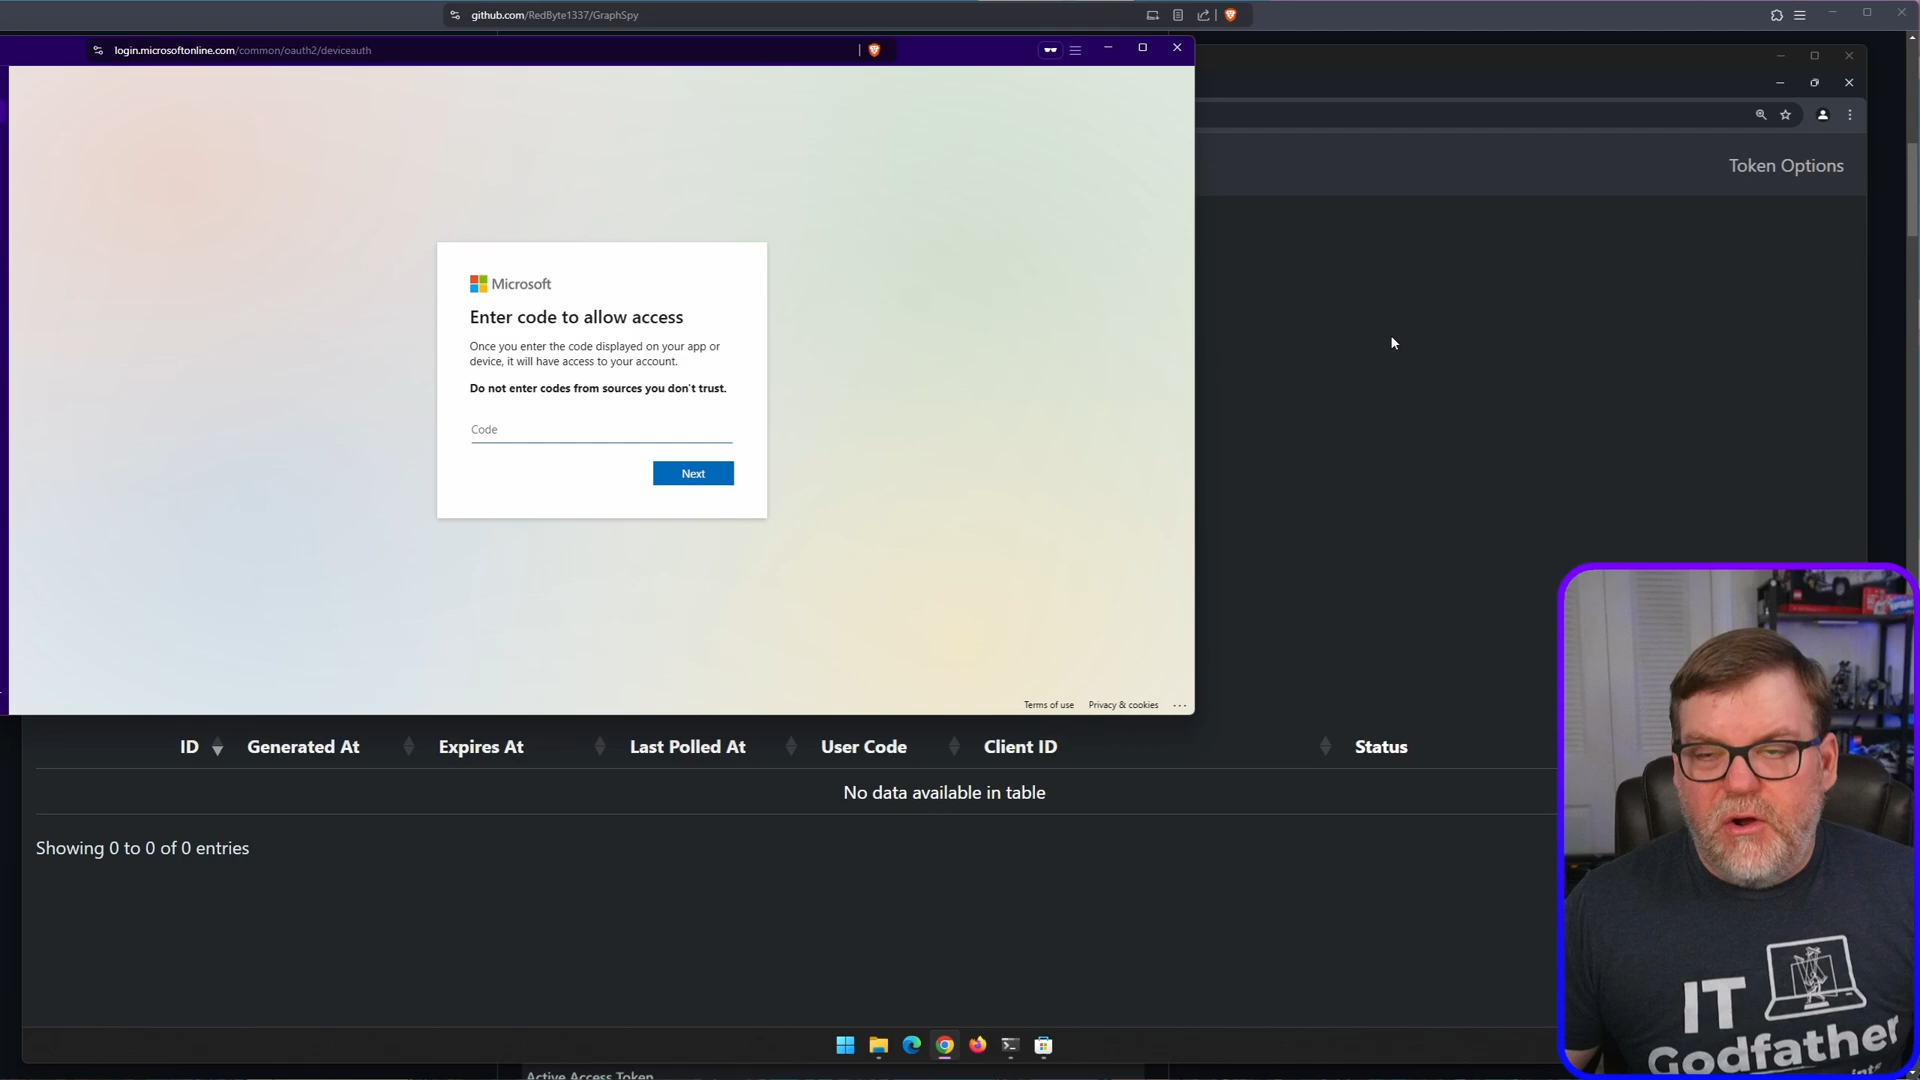 github.com/RedByte1337/GraphSpy
login.microsoftonline.com/common/oauth2/deviceauth
Token Options
Microsoft
Enter code to allow access
Once you enter the code displayed on your app or
device, it will have access to your account.
Do not enter codes from sources you don't trust.
Code
Next
Terms of use
Privacy & cookies
ID
Generated At
Expires At
Last Polled At
User Code
Client ID
Status
No data available in table
Showing 0 to 0 of 0 entries
Active Access Token
IT
Godfather